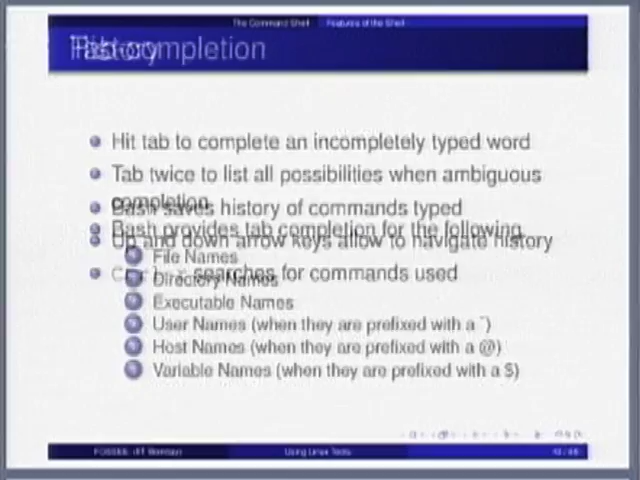 The Command Shell Features of the Shell
Tab-completion
History
Hit tab to complete an incompletely typed word
Tab twice to list all possibilities when ambiguous
completion
Bash saves history of commands typed
Bash provides tab completion for the following
Up and down arrow keys allow to navigate history
File Names
searches for commands used
Directory Names
Executable Names
User Names (when they are prefixed with a ~)
Host Names (when they are prefixed with a @)
Variable Names (when they are prefixed with a $)
Using Linux Tools